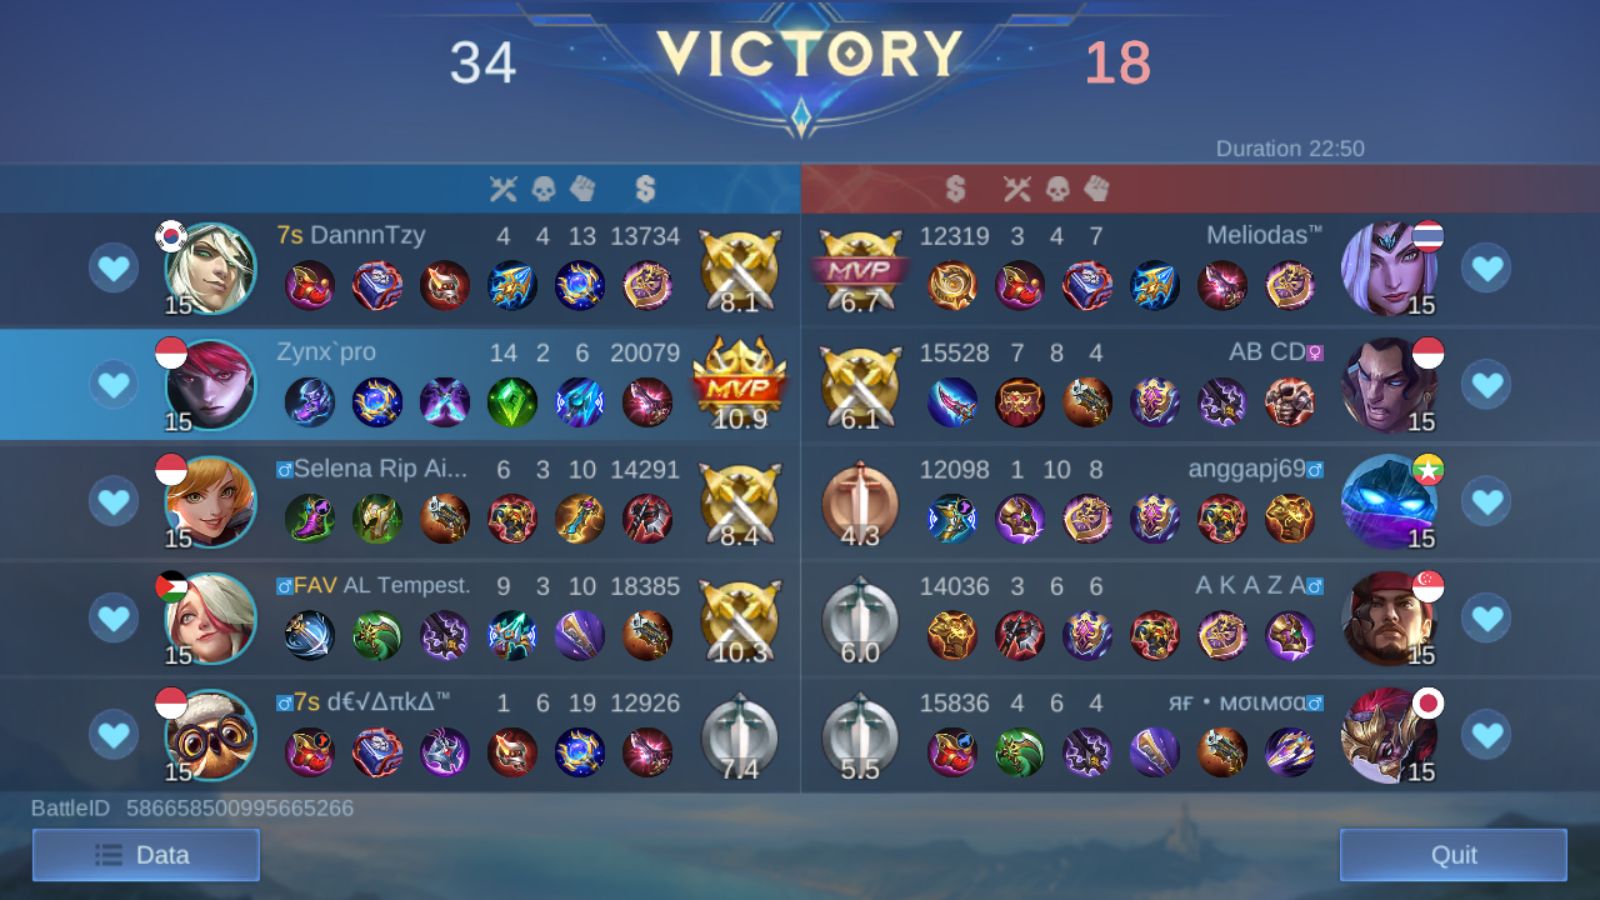 34 VICTORY 18
Duration 22:50
7s DannnTzy 4 4 13 13734 8.1 15
MVP 6.7 12319 3 4 7 Meliodas™ 15
Zynx`pro 14 2 6 20079 MVP 10.9 15
6.1 15528 7 8 4 AB CD♀ 15
♂Selena Rip Ai... 6 3 10 14291 8.4 15
4.3 12098 1 10 8 anggapj69♂ 15
♂FAV AL Tempest. 9 3 10 18385 10.3 15
6.0 14036 3 6 6 A K A Z A♂ 15
♂7s d€√ΔπkΔ™ 1 6 19 12926 7.4 15
5.5 15836 4 6 4 яғ • мσιмσα♂ 15
BattleID 586658500995665266
Data
Quit